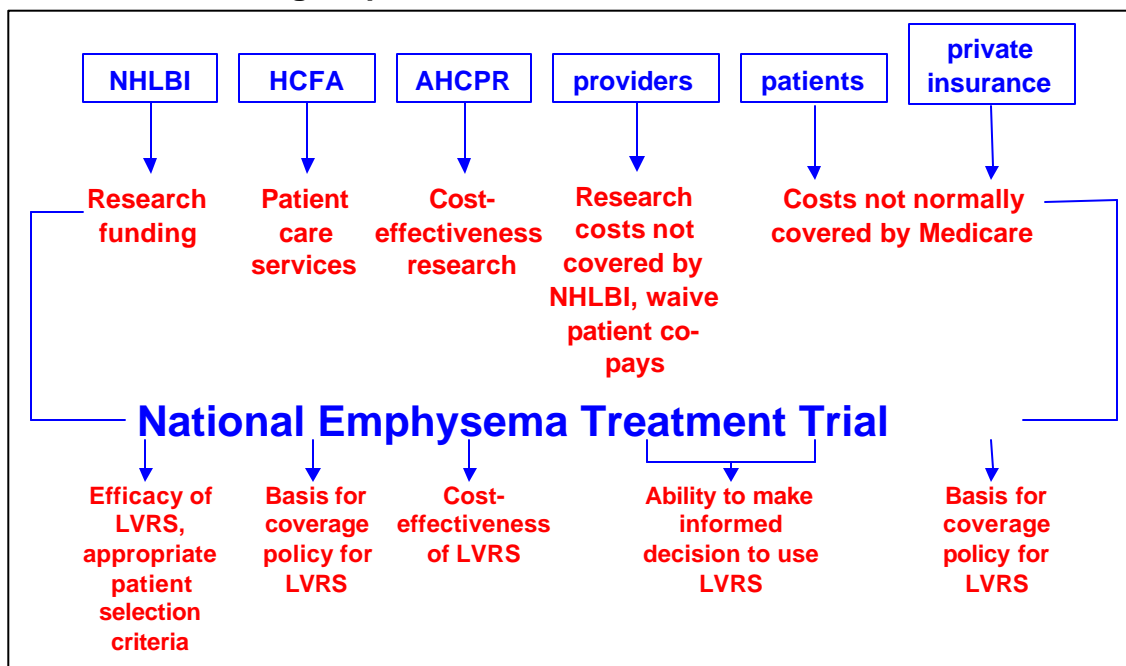 NHLBI
HCFA
AHCPR
providers
patients
private
insurance
Research
funding
Patient
care
services
Cost-
effectiveness
research
Research
costs not
covered by
NHLBI, waive
patient co-
pays
Costs not normally
covered by Medicare
National Emphysema Treatment Trial
Efficacy of
LVRS,
appropriate
patient
selection
criteria
Basis for
coverage
policy for
LVRS
Cost-
effectiveness
of LVRS
Ability to make
informed
decision to use
LVRS
Basis for
coverage
policy for
LVRS